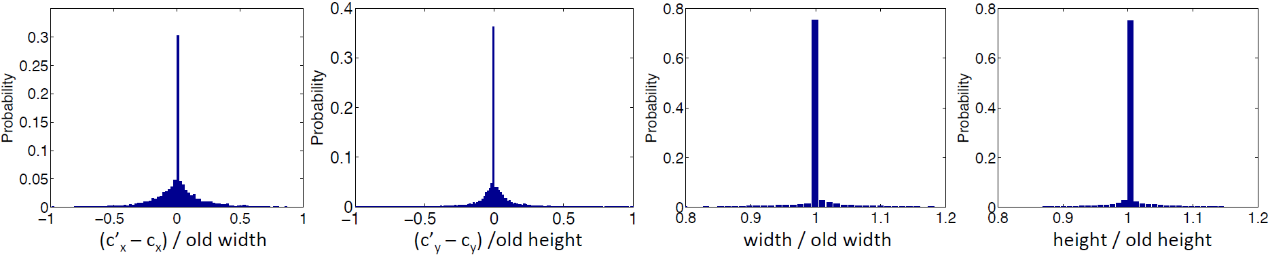 0.3
0.25
0.2
0.15
0.1
0.05
0
Probability
−1 −0.5 0 0.5 1
(c'x – cx) / old width
0.4
0.3
0.2
0.1
0
Probability
−1 −0.5 0 0.5 1
(c'y – cy) /old height
0.8
0.6
0.4
0.2
0
Probability
0.8 0.9 1 1.1 1.2
width / old width
0.8
0.6
0.4
0.2
0
Probability
0.8 0.9 1 1.1 1.2
height / old height